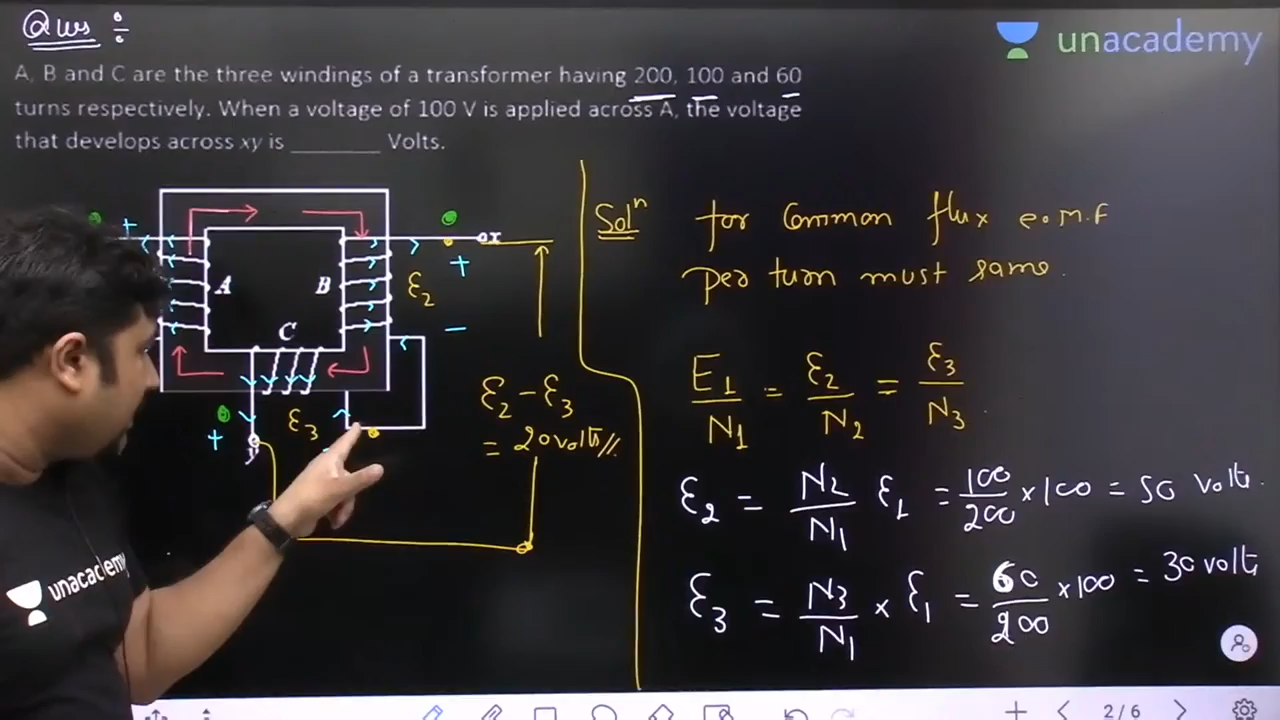 Qus :
unacademy
A, B and C are the three windings of a transformer having 200, 100 and 60
turns respectively. When a voltage of 100 V is applied across A, the voltage
that develops across xy is ________ Volts.
Solⁿ
for Common flux e.m.f
per turn must same.
+
+
x
A
B
ε₂
−
C
E₁/N₁ = ε₂/N₂ = ε₃/N₃
ε₂ − ε₃
= 20 volts//
ε₃
+
y
ε₂ = N₂/N₁ ε₁ = 100/200 × 100 = 50 volts.
ε₃ = N₃/N₁ × ε₁ = 60/200 × 100 = 30 volts
unacademy
2/6